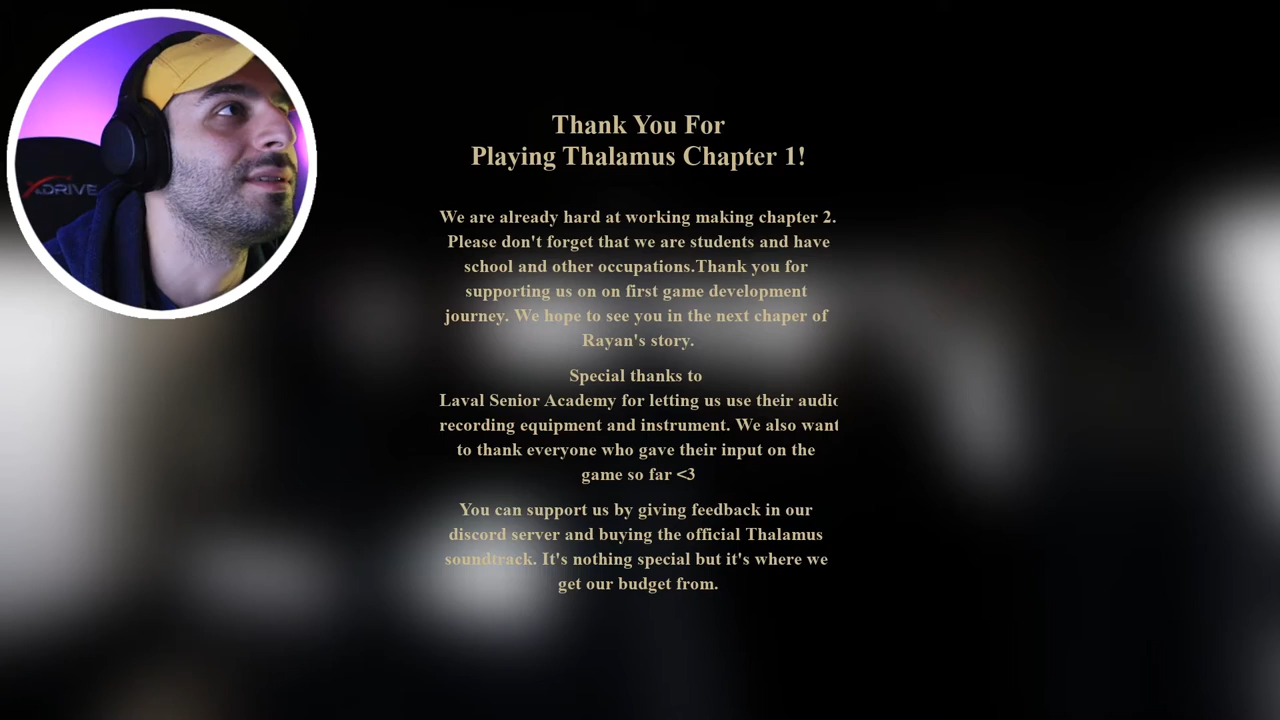 XDRIVE
Thank You For
Playing Thalamus Chapter 1!
We are already hard at working making chapter 2.
Please don't forget that we are students and have
school and other occupations.Thank you for
supporting us on on first game development
journey. We hope to see you in the next chaper of
Rayan's story.
Special thanks to
Laval Senior Academy for letting us use their audio
recording equipment and instrument. We also want
to thank everyone who gave their input on the
game so far <3
You can support us by giving feedback in our
discord server and buying the official Thalamus
soundtrack. It's nothing special but it's where we
get our budget from.